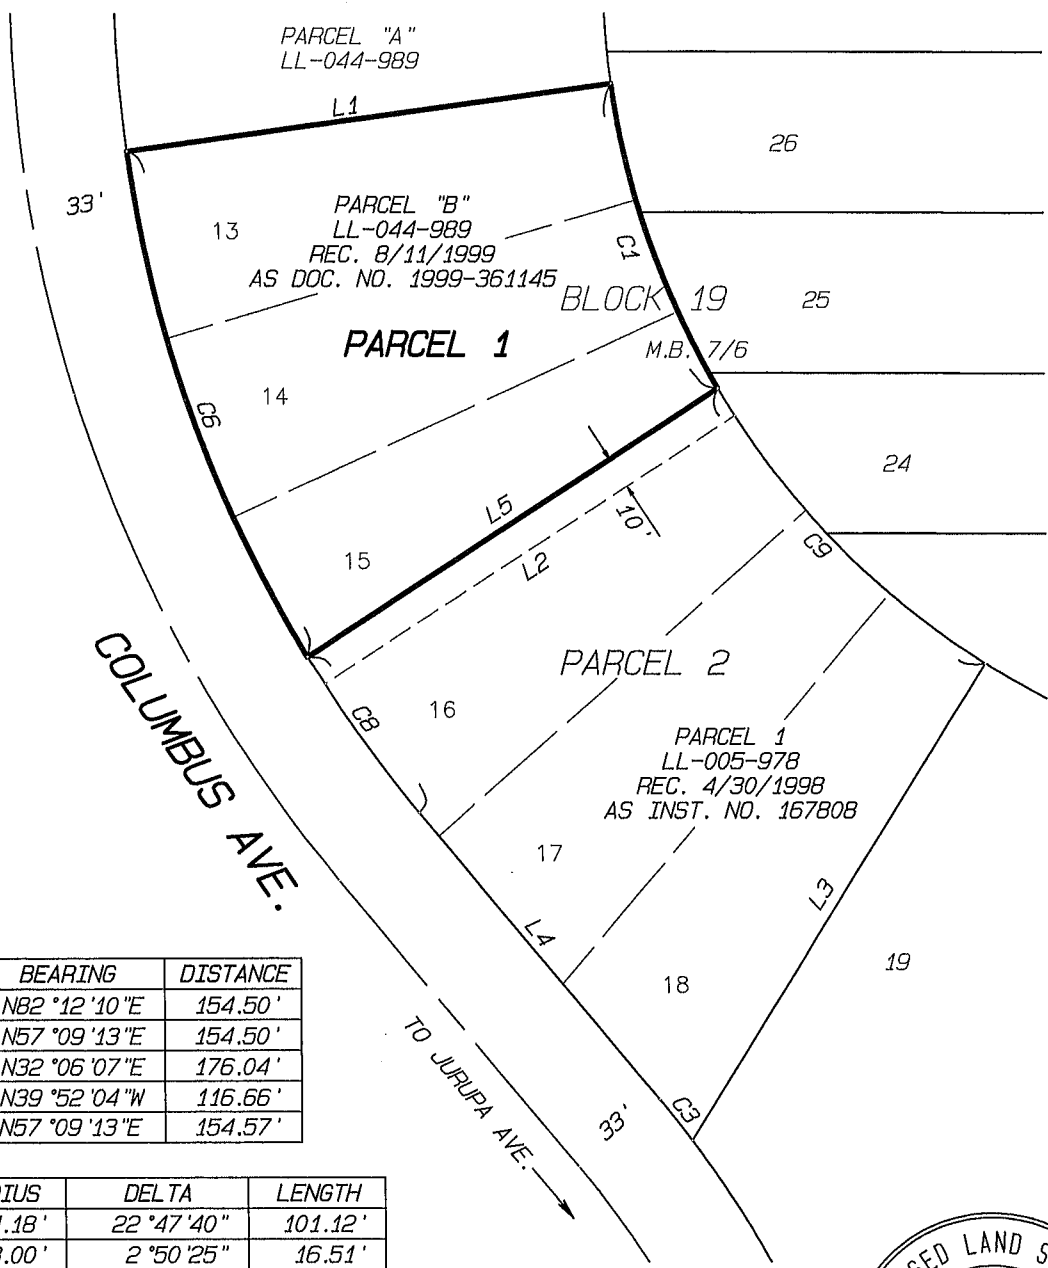 PARCEL "A"
LL-044-989
L1
26
33'
13
PARCEL "B"
LL-044-989
REC. 8/11/1999
AS DOC. NO. 1999-361145
C1
BLOCK 19
25
PARCEL 1
M.B. 7/6
14
C6
24
L5
10'
C9
15
L2
PARCEL 2
COLUMBUS AVE.
16
C8
PARCEL 1
LL-005-978
REC. 4/30/1998
AS INST. NO. 167808
17
L3
L4
19
18
BEARING DISTANCE
N82°12'10"E 154.50'
N57°09'13"E 154.50'
N32°06'07"E 176.04'
N39°52'04"W 116.66'
N57°09'13"E 154.57'
TO JURUPA AVE.
33'
C3
DIUS DELTA LENGTH
.18' 22°47'40" 101.12'
.00' 2°50'25" 16.51'
SED LAND S